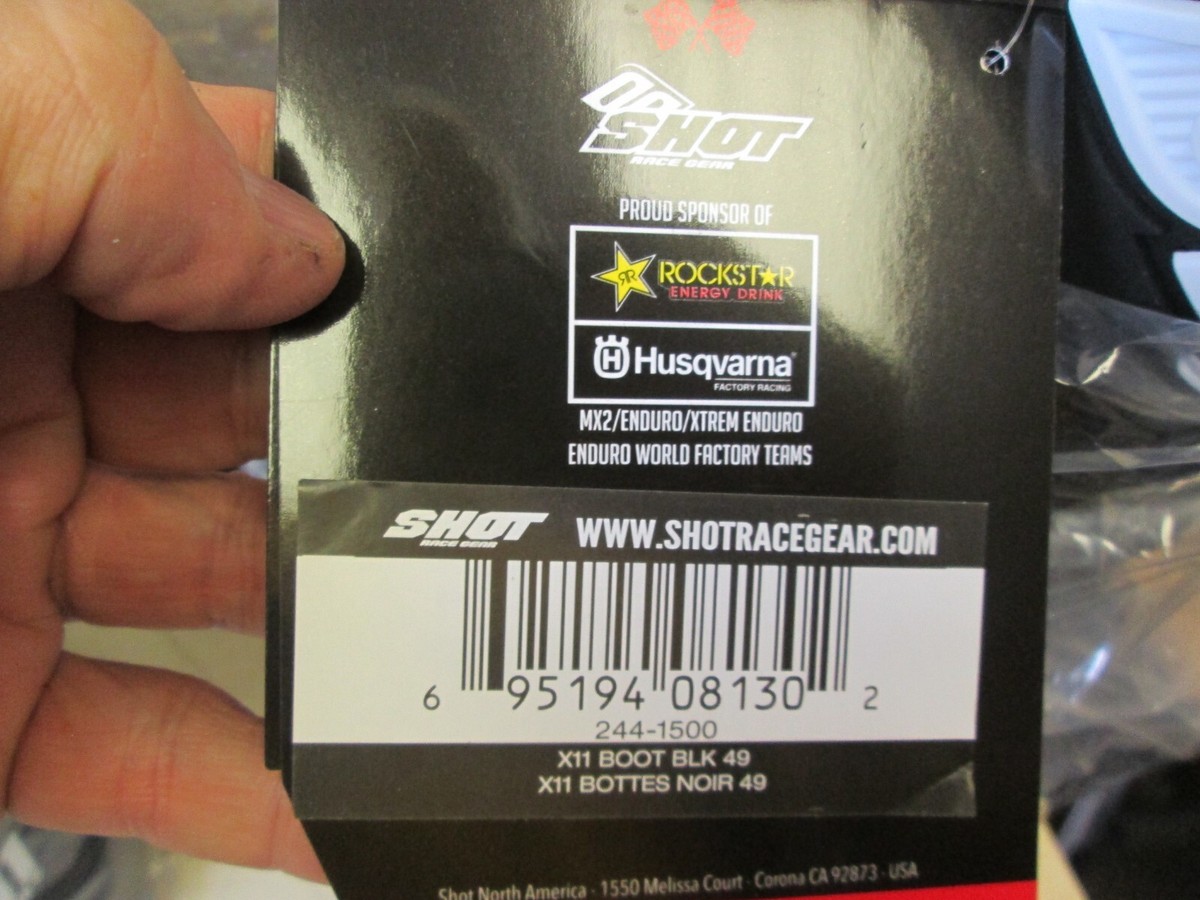 SHOT
RACE GEAR
PROUD SPONSOR OF
ROCKSTAR
ENERGY DRINK
Husqvarna
FACTORY RACING
MX2/ENDURO/XTREM ENDURO
ENDURO WORLD FACTORY TEAMS
SHOT
RACE GEAR
WWW.SHOTRACEGEAR.COM
6 95194 08130 2
244-1500
X11 BOOT BLK 49
X11 BOTTES NOIR 49
Shot North America · 1550 Melissa Court · Corona CA 92873 · USA